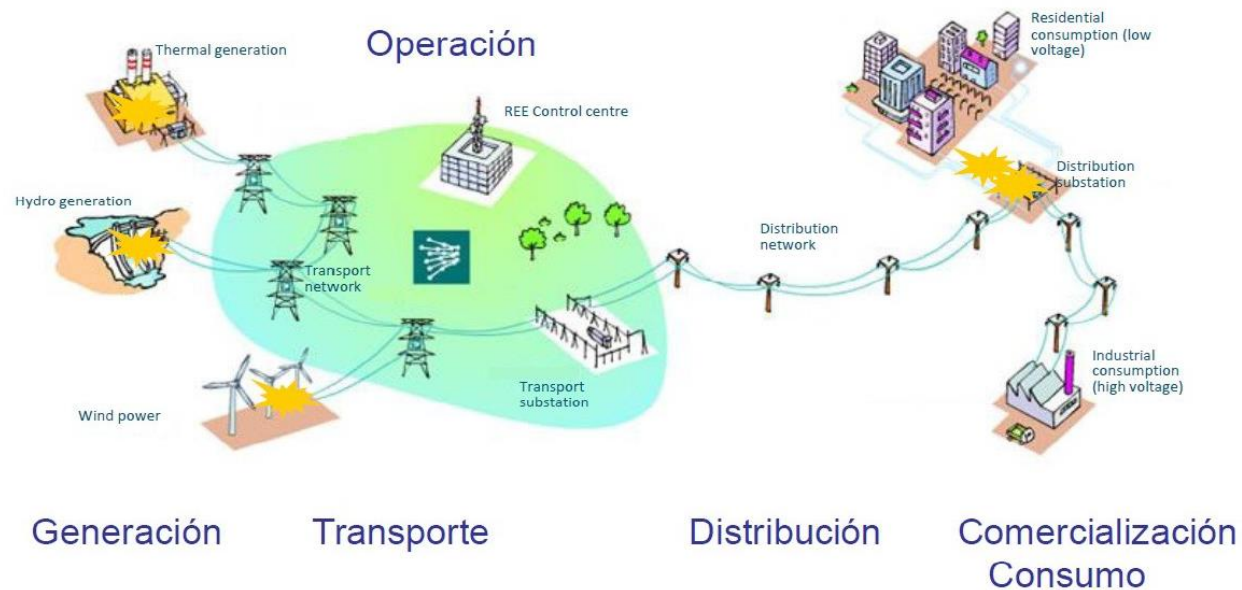 Operación
Thermal generation
REE Control centre
Residential
consumption (low
voltage)
Hydro generation
Distribution
substation
Distribution
network
Transport
network
Transport
substation
Wind power
Industrial
consumption
(high voltage)
Generación
Transporte
Distribución
Comercialización
Consumo